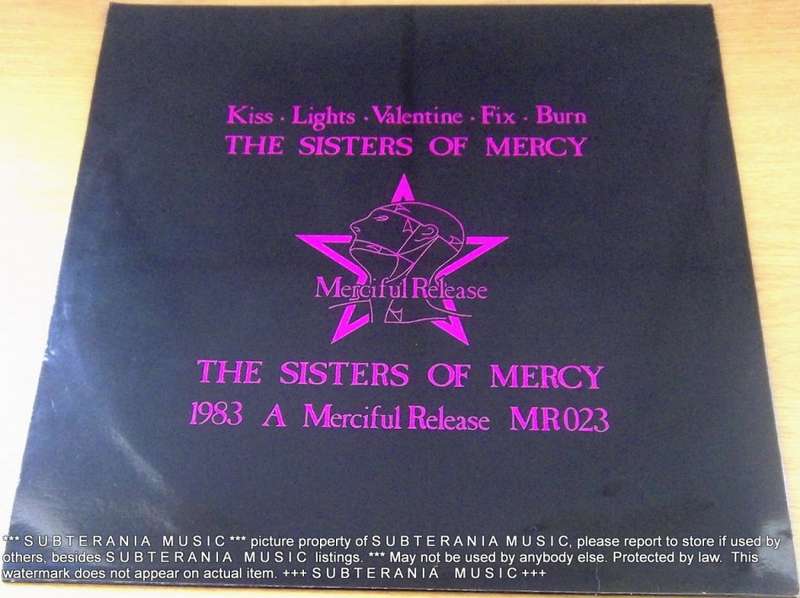 Kiss · Lights · Valentine · Fix · Burn
THE SISTERS OF MERCY
Merciful Release
THE SISTERS OF MERCY
1983 A Merciful Release MR023
*** S U B T E R A N I A M U S I C *** picture property of S U B T E R A N I A M U S I C, please report to store if used by
others, besides S U B T E R A N I A M U S I C listings. *** May not be used by anybody else. Protected by law. This
watermark does not appear on actual item. +++ S U B T E R A N I A M U S I C +++